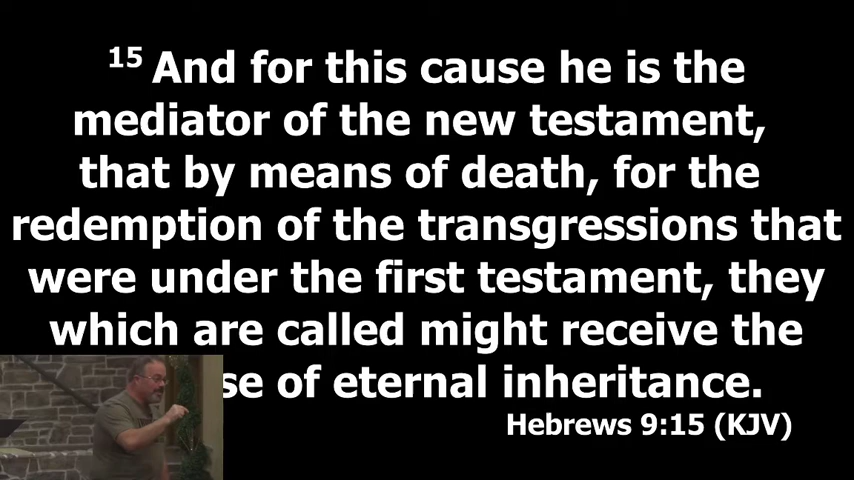 15 And for this cause he is the
mediator of the new testament,
that by means of death, for the
redemption of the transgressions that
were under the first testament, they
which are called might receive the
se of eternal inheritance.
Hebrews 9:15 (KJV)